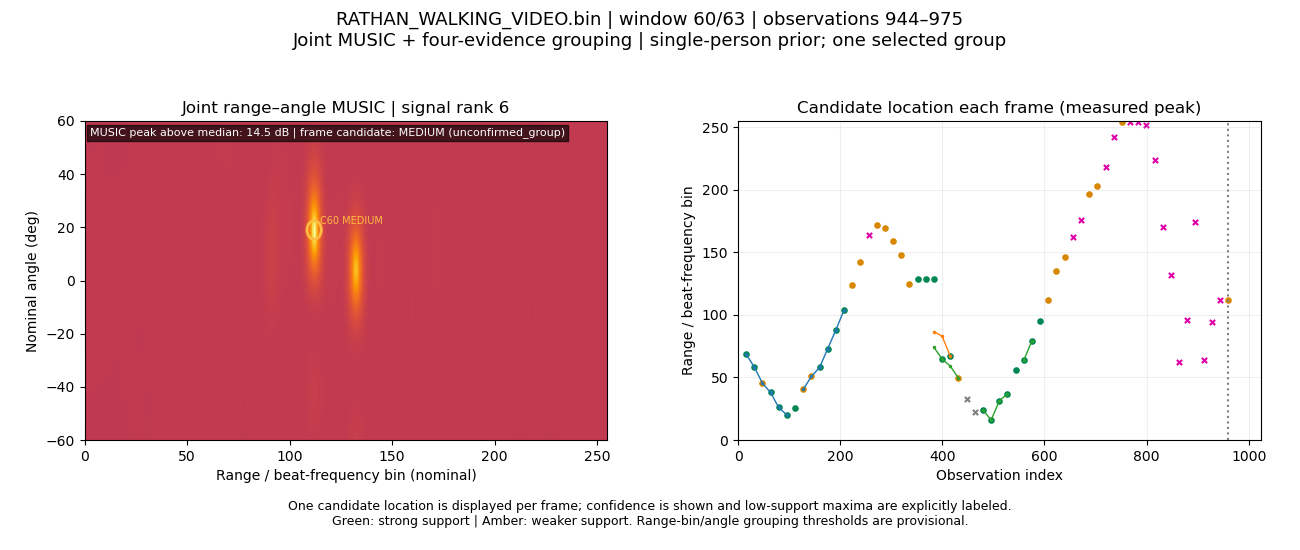 RATHAN_WALKING_VIDEO.bin | window 60/63 | observations 944–975
Joint MUSIC + four-evidence grouping | single-person prior; one selected group
Joint range–angle MUSIC | signal rank 6
MUSIC peak above median: 14.5 dB | frame candidate: MEDIUM (unconfirmed_group)
C60 MEDIUM
60
40
20
0
−20
−40
−60
Nominal angle (deg)
0
50
100
150
200
250
Range / beat-frequency bin (nominal)
Candidate location each frame (measured peak)
250
200
150
100
50
0
Range / beat-frequency bin
0
200
400
600
800
1000
Observation index
One candidate location is displayed per frame; confidence is shown and low-support maxima are explicitly labeled.
Green: strong support | Amber: weaker support. Range-bin/angle grouping thresholds are provisional.